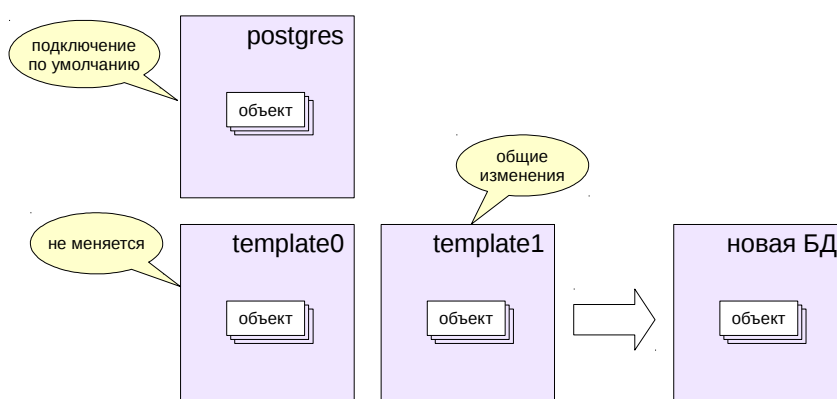 postgres
подключение
по умолчанию
объект
общие
изменения
не меняется
template0
template1
новая БД
объект
объект
объект